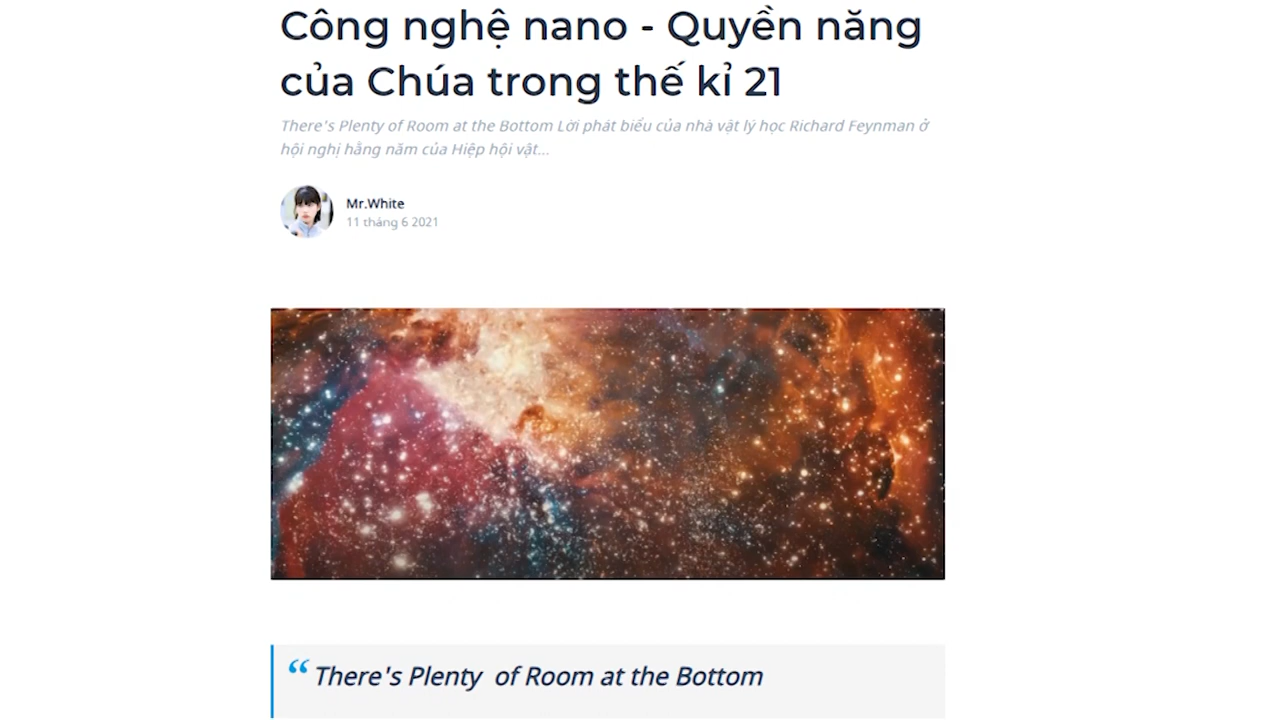 Công nghệ nano - Quyền năng
của Chúa trong thế kỉ 21
There's Plenty of Room at the Bottom Lời phát biểu của nhà vật lý học Richard Feynman ở
hội nghị hằng năm của Hiệp hội vật...
Mr.White
11 tháng 6 2021
“ There's Plenty of Room at the Bottom